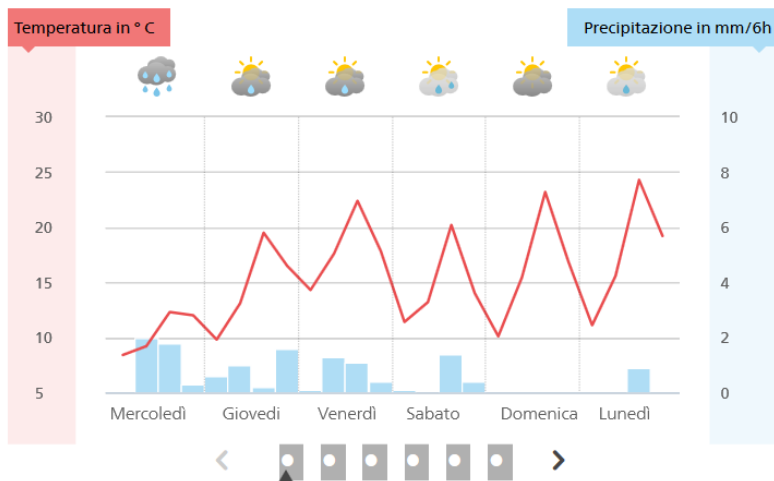 Temperatura in ° C
Precipitazione in mm/6h
30
10
25
8
20
6
15
4
10
2
5
0
Mercoledì
Giovedi
Venerdì
Sabato
Domenica
Lunedì